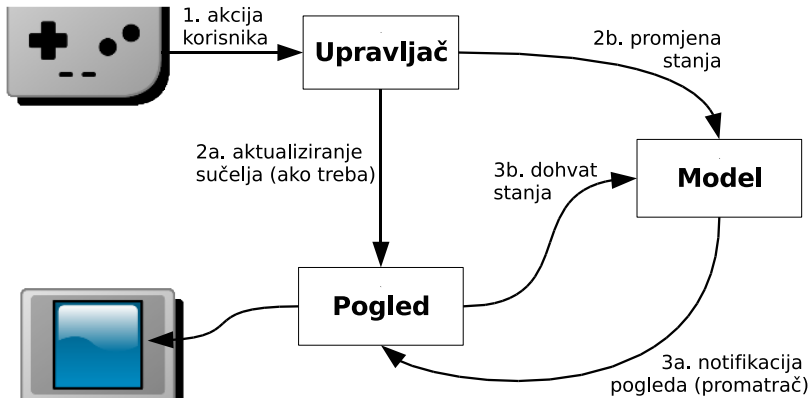 1. akcija
korisnika
Upravljač
2b. promjena
stanja
2a. aktualiziranje
sučelja (ako treba)
3b. dohvat
stanja
Model
Pogled
3a. notifikacija
pogleda (promatrač)